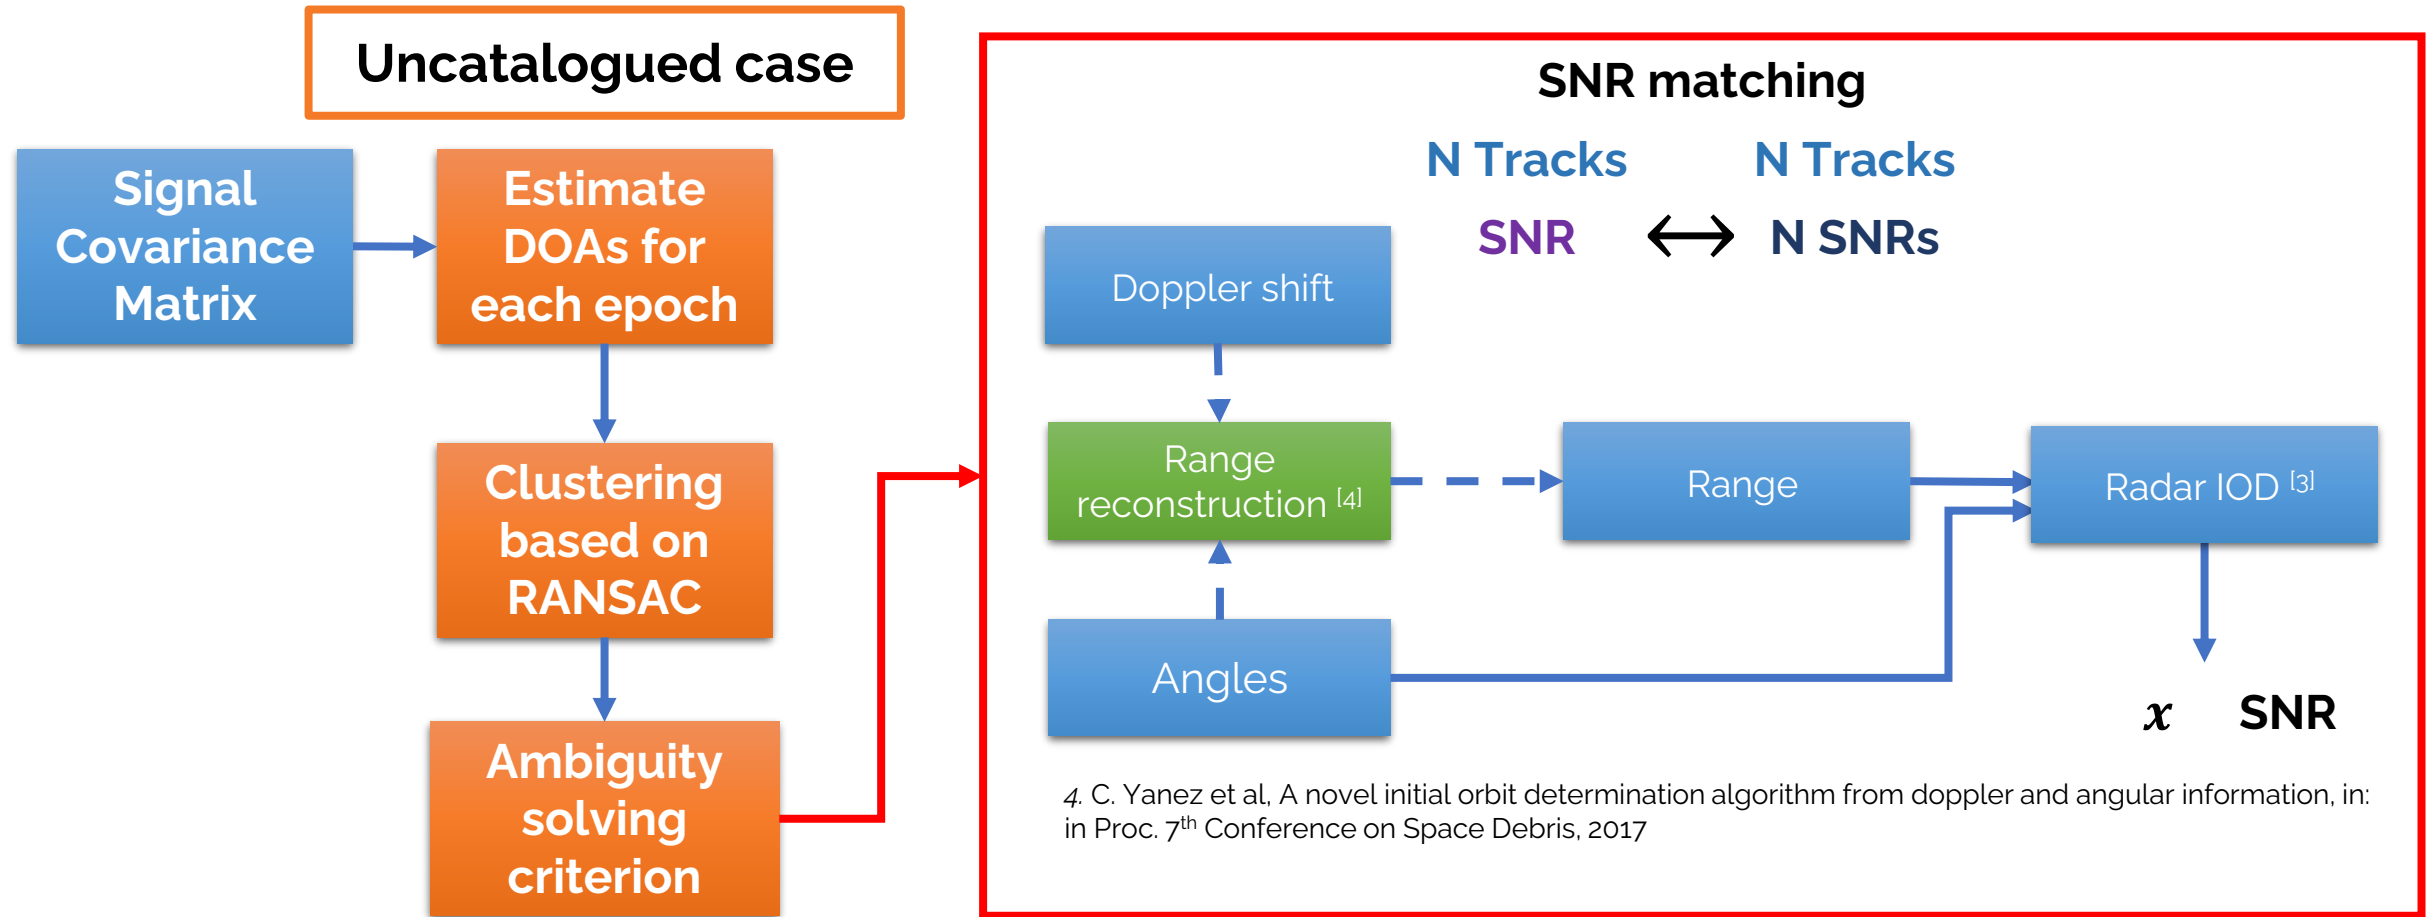 Uncatalogued case
Signal
Covariance
Matrix
Estimate
DOAs for
each epoch
Clustering
based on
RANSAC
Ambiguity
solving
criterion
SNR matching
N Tracks
N Tracks
SNR ↔ N SNRs
Doppler shift
Range
reconstruction [4]
Range
Radar IOD [3]
Angles
x SNR
4. C. Yanez et al, A novel initial orbit determination algorithm from doppler and angular information, in:
in Proc. 7th Conference on Space Debris, 2017